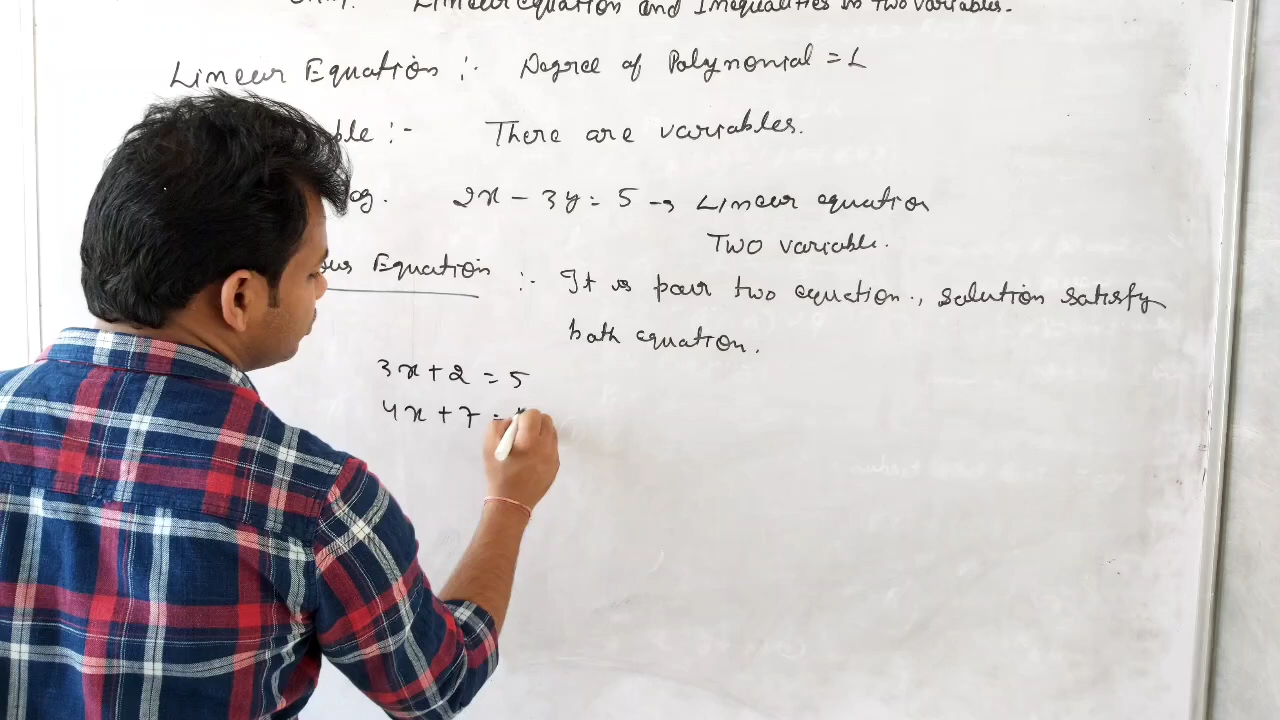 Linear equation and Inequalities in two variables.
Linear Equation :- Degree of Polynomial = 1
ble :- There are variables.
eg. 2x - 3y = 5 → Linear equation
Two variable.
ous Equation :- It is pair two equation., solution satisfy
both equation.
3x + 2 = 5
4x + 7 =